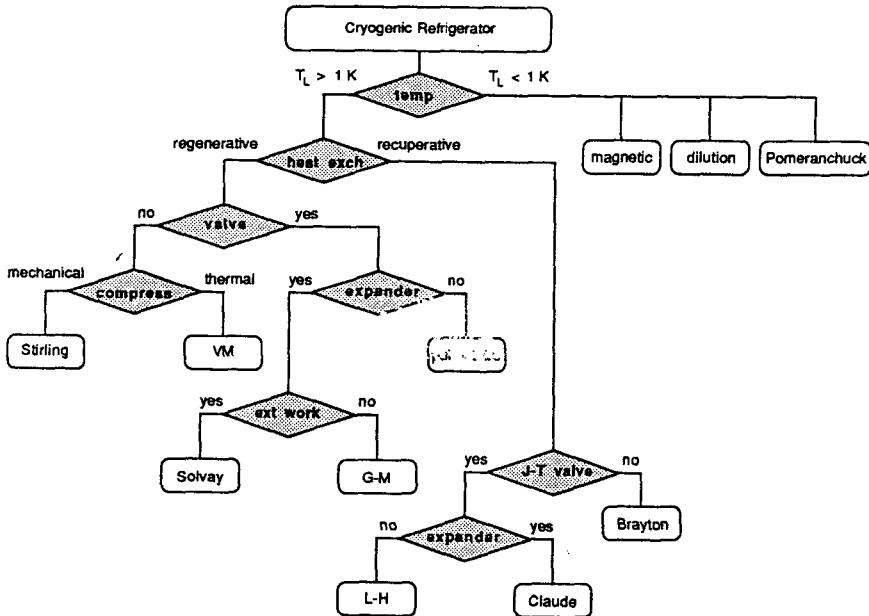 Cryogenic Refrigerator
T_L > 1 K
T_L < 1 K
temp
magnetic
dilution
Pomeranchuck
regenerative
recuperative
heat exch
no
valve
yes
mechanical
compress
thermal
yes
expander
no
Stirling
VM
yes
ext work
no
Solvay
G-M
yes
J-T valve
no
Brayton
no
expander
yes
L-H
Claude